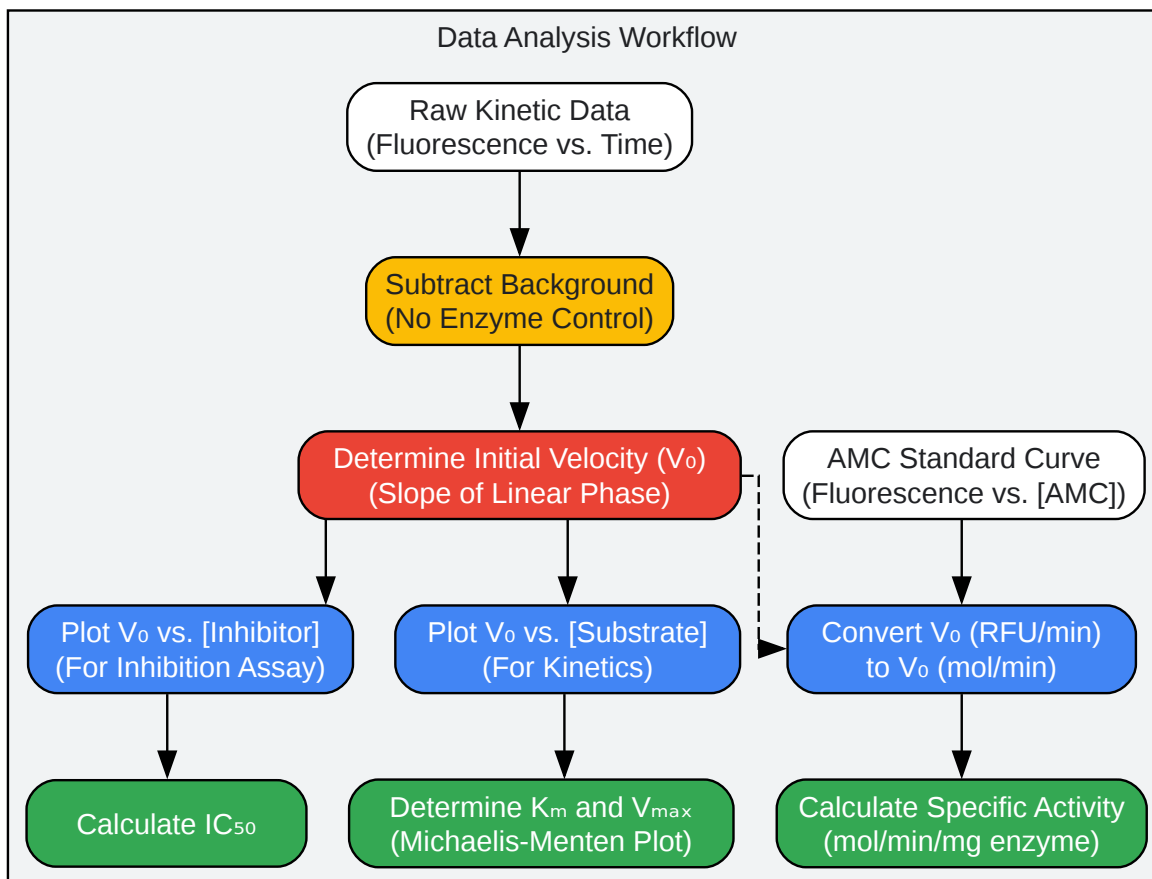 Data Analysis Workflow
Raw Kinetic Data
(Fluorescence vs. Time)
Subtract Background
(No Enzyme Control)
Determine Initial Velocity (V₀)
(Slope of Linear Phase)
AMC Standard Curve
(Fluorescence vs. [AMC])
Plot V₀ vs. [Inhibitor]
(For Inhibition Assay)
Plot V₀ vs. [Substrate]
(For Kinetics)
Convert V₀ (RFU/min)
to V₀ (mol/min)
Calculate IC₅₀
Determine Kₘ and Vₘₐₓ
(Michaelis-Menten Plot)
Calculate Specific Activity
(mol/min/mg enzyme)